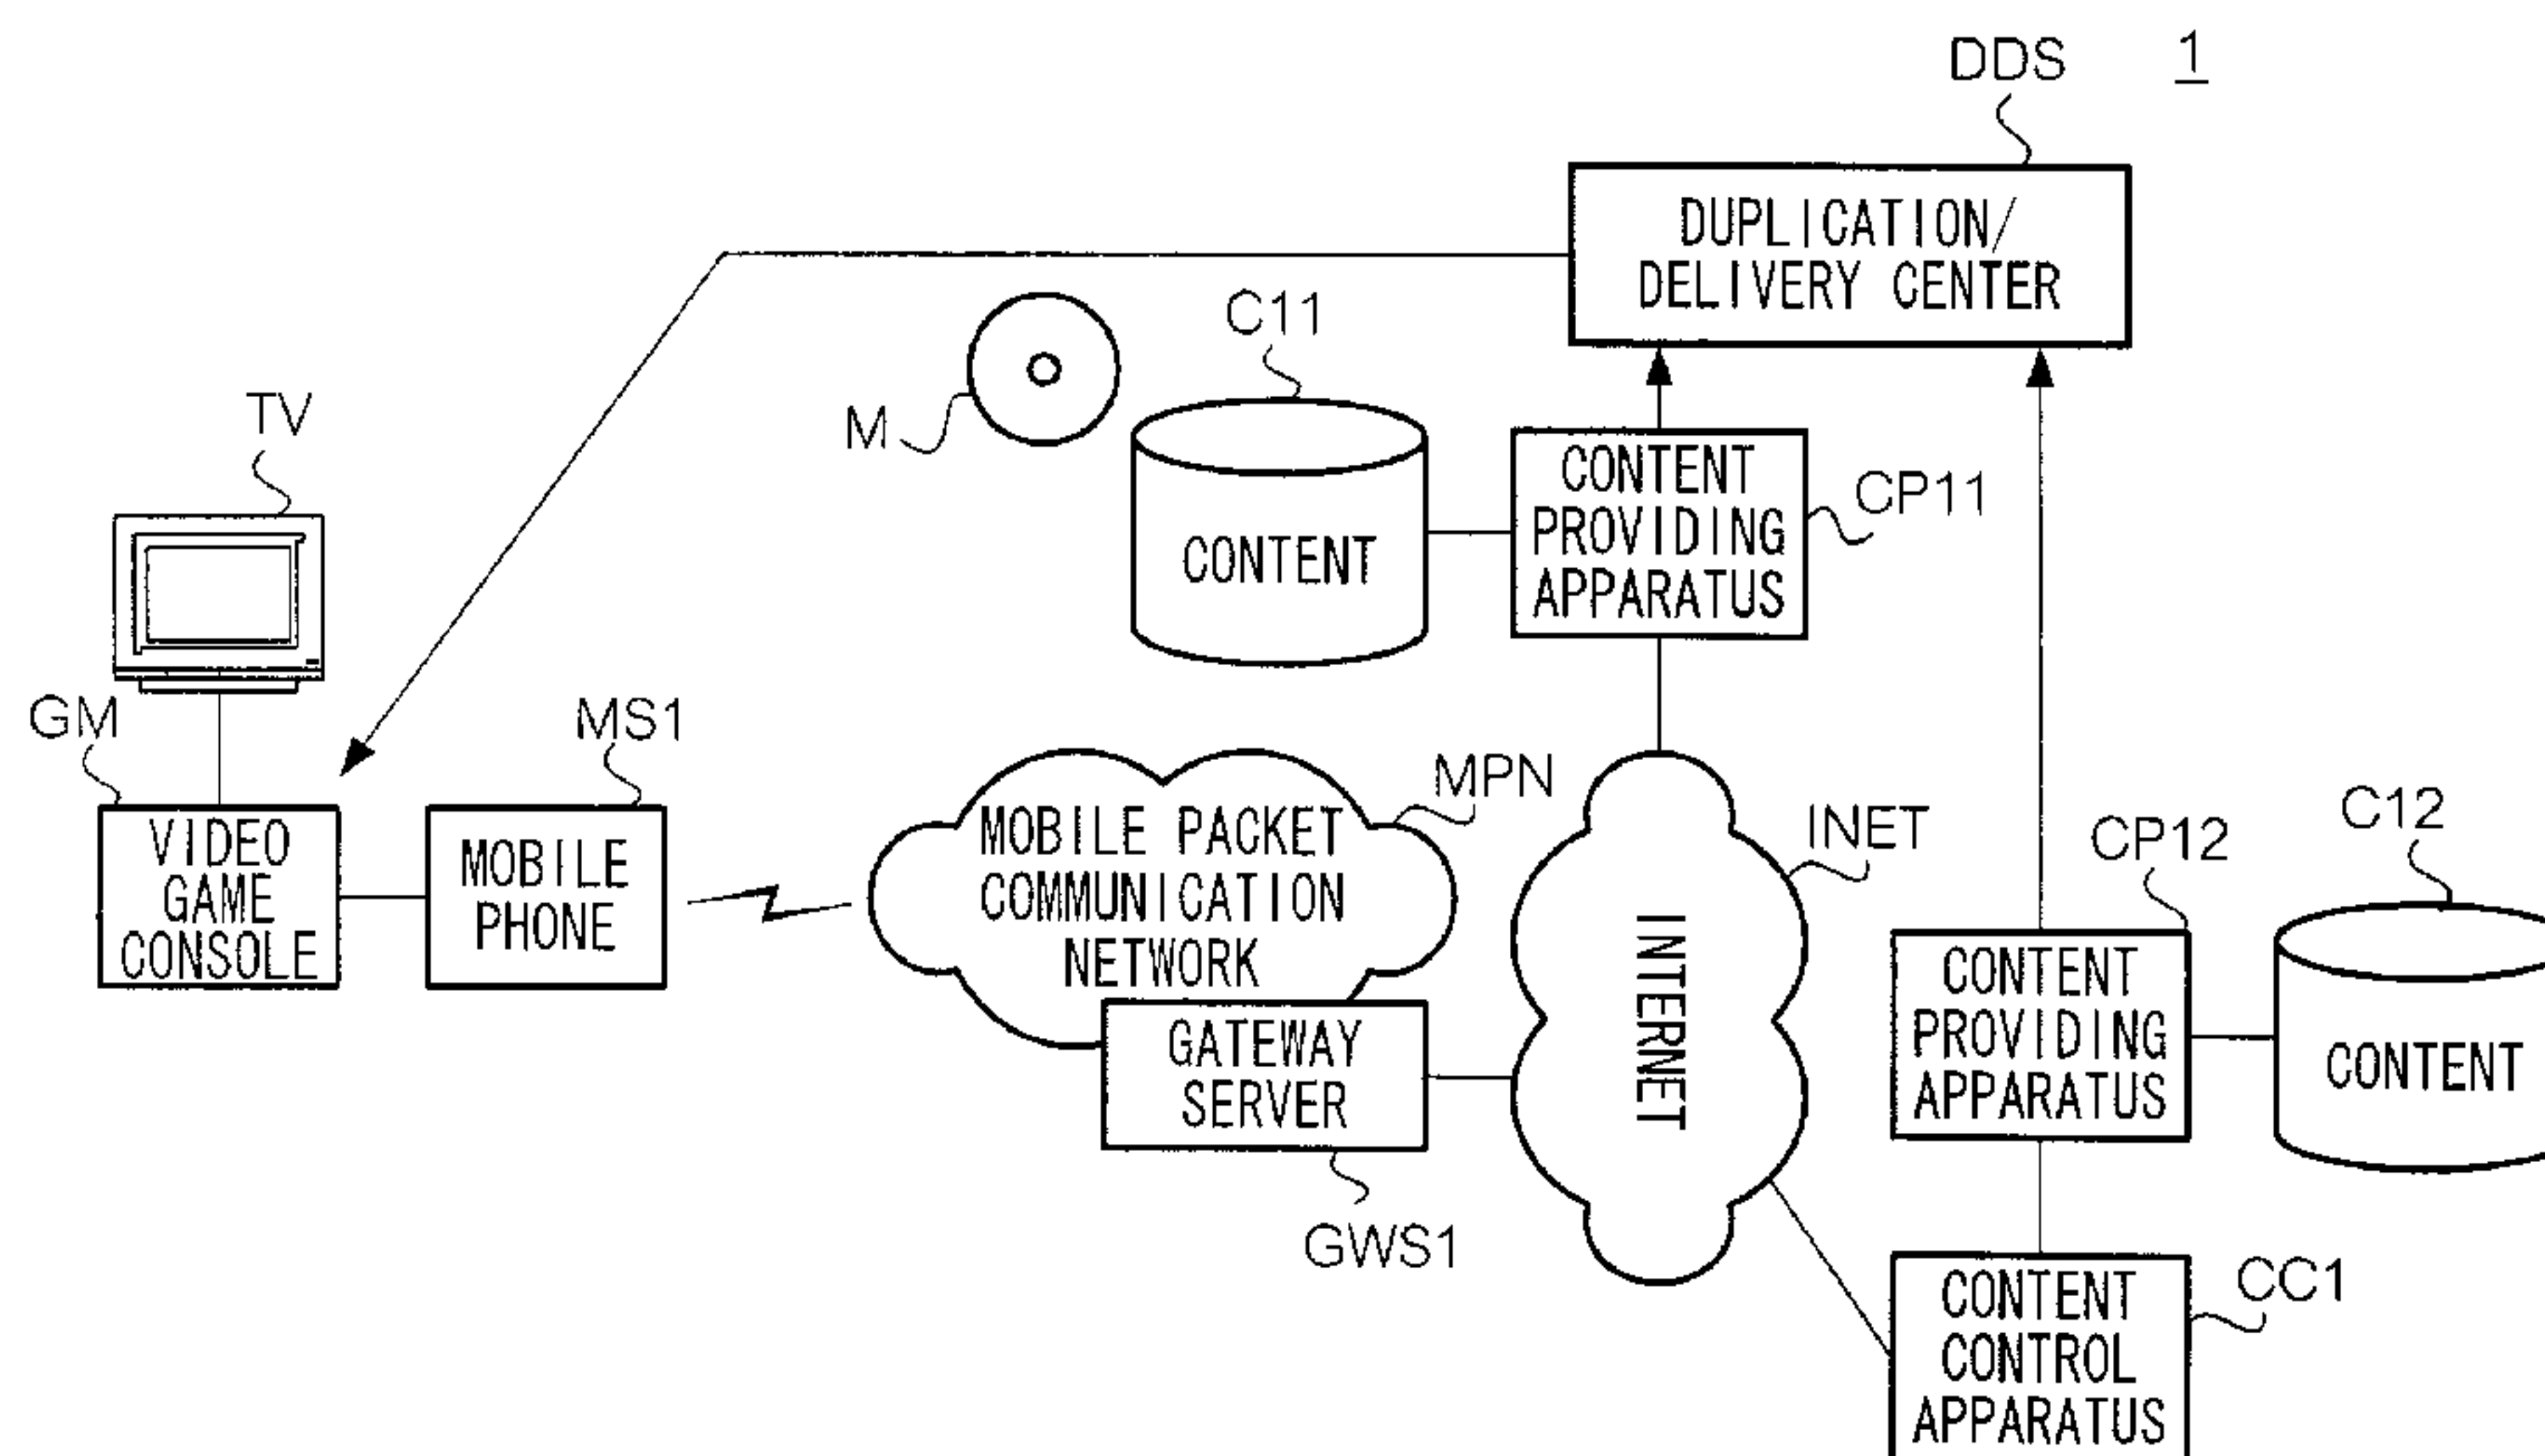 DDS
1
DUPLICATION/
DELIVERY CENTER
C11
M
TV
CONTENT
PROVIDING
APPARATUS
CP11
CONTENT
GM
MS1
MPN
INET
CP12
C12
VIDEO
GAME
CONSOLE
MOBILE
PHONE
MOBILE PACKET
COMMUNICATION
NETWORK
INTERNET
GATEWAY
SERVER
GWS1
CONTENT
PROVIDING
APPARATUS
CONTENT
CONTENT
CONTROL
APPARATUS
CC1